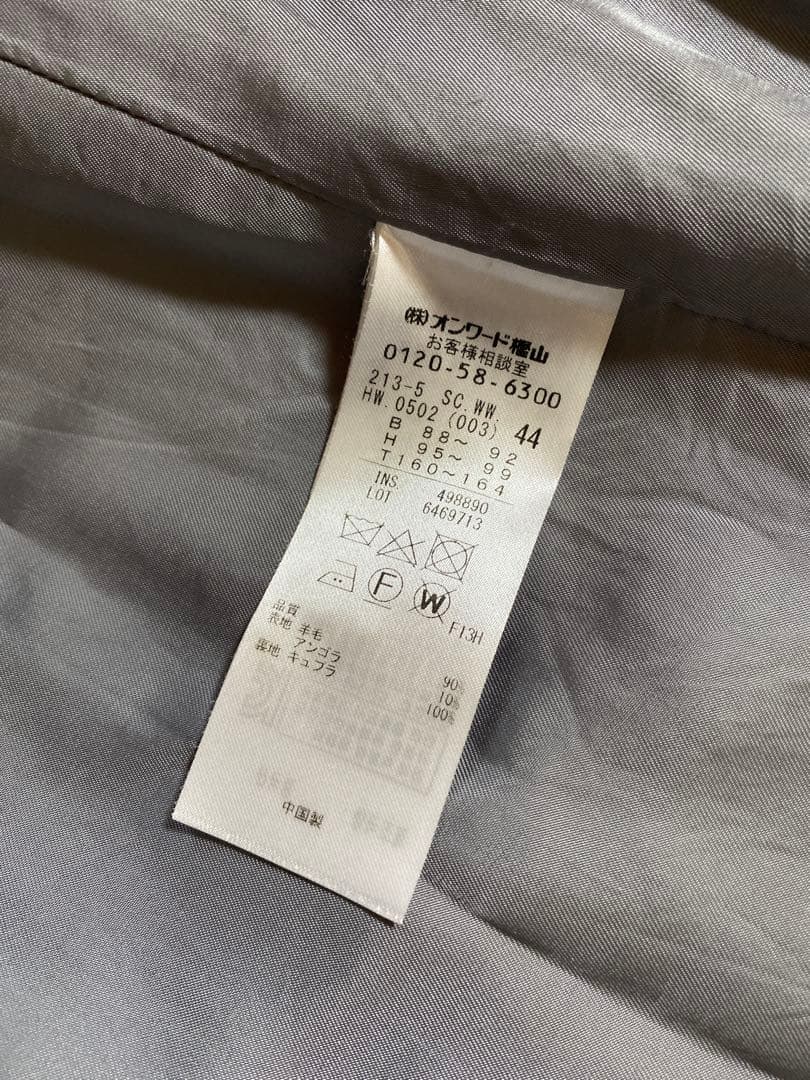 ㈱オンワード樫山
お客様相談室
0120-58-6300
213-5 SC.WW.
HW.0502 (003) 44
B 88～ 92
H 95～ 99
T160～164
INS. 498890
LOT 6469713
F
W
F13H
品質
表地 羊毛 90%
アンゴラ 10%
裏地 キュプラ 100%
中国製